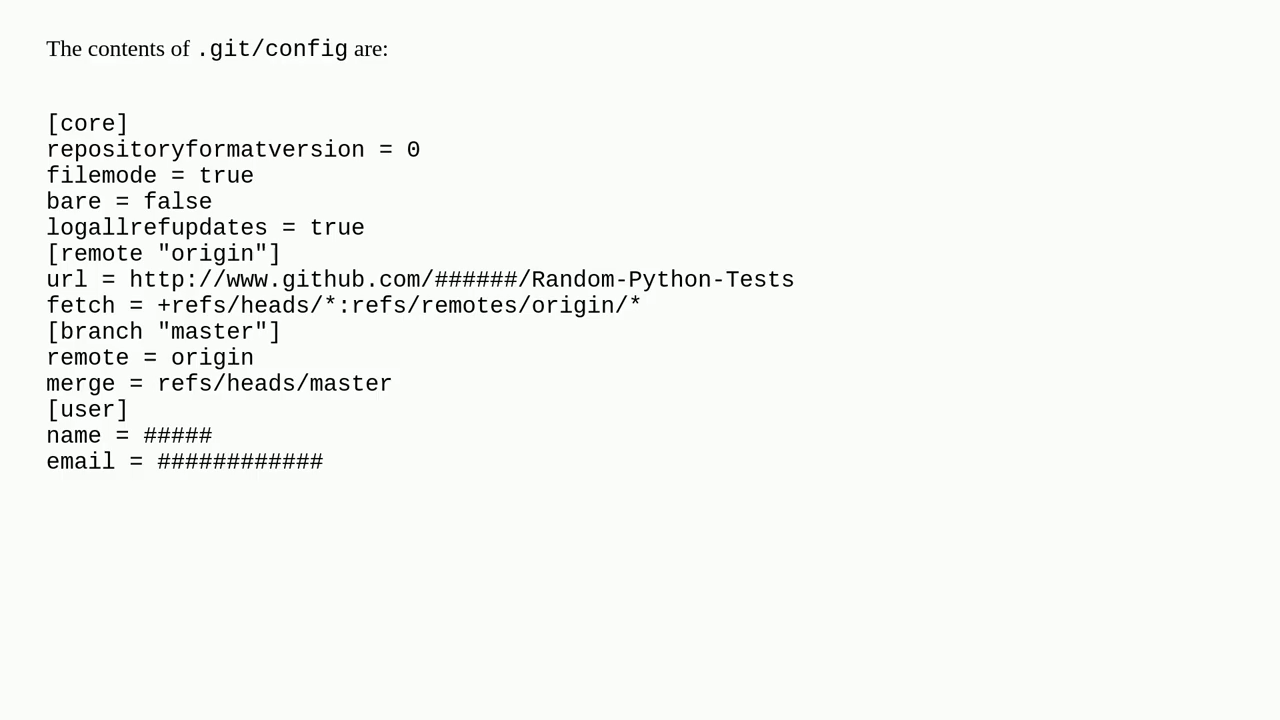 The contents of .git/config are:
[core]
repositoryformatversion = 0
filemode = true
bare = false
logallrefupdates = true
[remote "origin"]
url = http://www.github.com/######/Random-Python-Tests
fetch = +refs/heads/*:refs/remotes/origin/*
[branch "master"]
remote = origin
merge = refs/heads/master
[user]
name = #####
email = ############